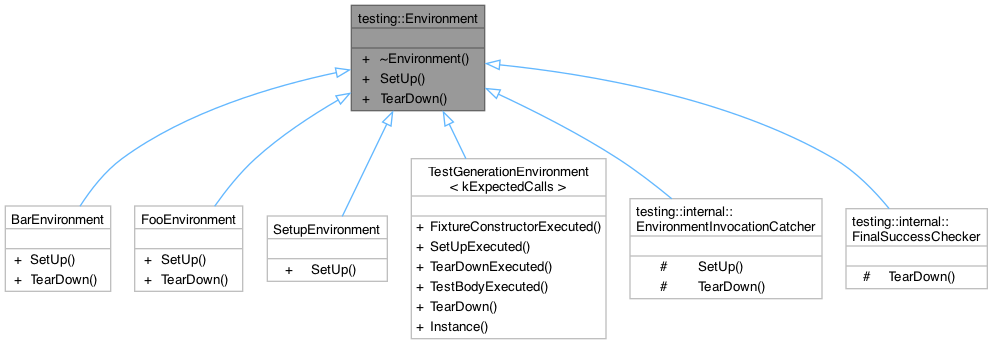 testing::Environment
+ ~Environment()
+ SetUp()
+ TearDown()
BarEnvironment
+ SetUp()
+ TearDown()
FooEnvironment
+ SetUp()
+ TearDown()
SetupEnvironment
+ SetUp()
TestGenerationEnvironment
< kExpectedCalls >
+ FixtureConstructorExecuted()
+ SetUpExecuted()
+ TearDownExecuted()
+ TestBodyExecuted()
+ TearDown()
+ Instance()
testing::internal::
EnvironmentInvocationCatcher
# SetUp()
# TearDown()
testing::internal::
FinalSuccessChecker
# TearDown()